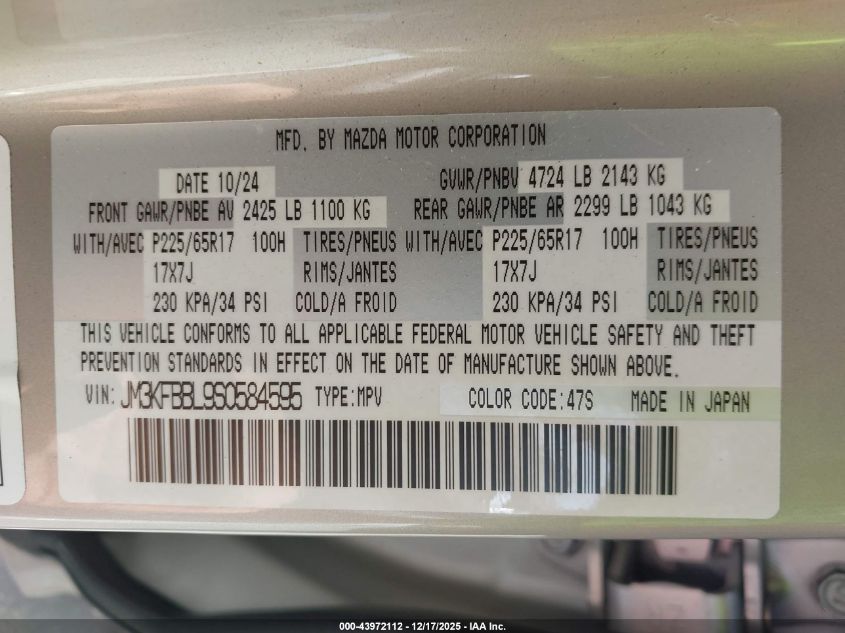 MFD. BY MAZDA MOTOR CORPORATION
DATE 10/24 GVWR/PNBV 4724 LB 2143 KG
FRONT GAWR/PNBE AV 2425 LB 1100 KG REAR GAWR/PNBE AR 2299 LB 1043 KG
WITH/AVEC P225/65R17 100H TIRES/PNEUS WITH/AVEC P225/65R17 100H TIRES/PNEUS
17X7J RIMS/JANTES 17X7J RIMS/JANTES
230 KPA/34 PSI COLD/A FROID 230 KPA/34 PSI COLD/A FROID
THIS VEHICLE CONFORMS TO ALL APPLICABLE FEDERAL MOTOR VEHICLE SAFETY AND THEFT
PREVENTION STANDARDS IN EFFECT ON THE DATE OF MANUFACTURE SHOWN ABOVE.
VIN: JM3KFBBL9S0584595 TYPE:MPV COLOR CODE:47S MADE IN JAPAN
000-43972112 - 12/17/2025 - IAA Inc.